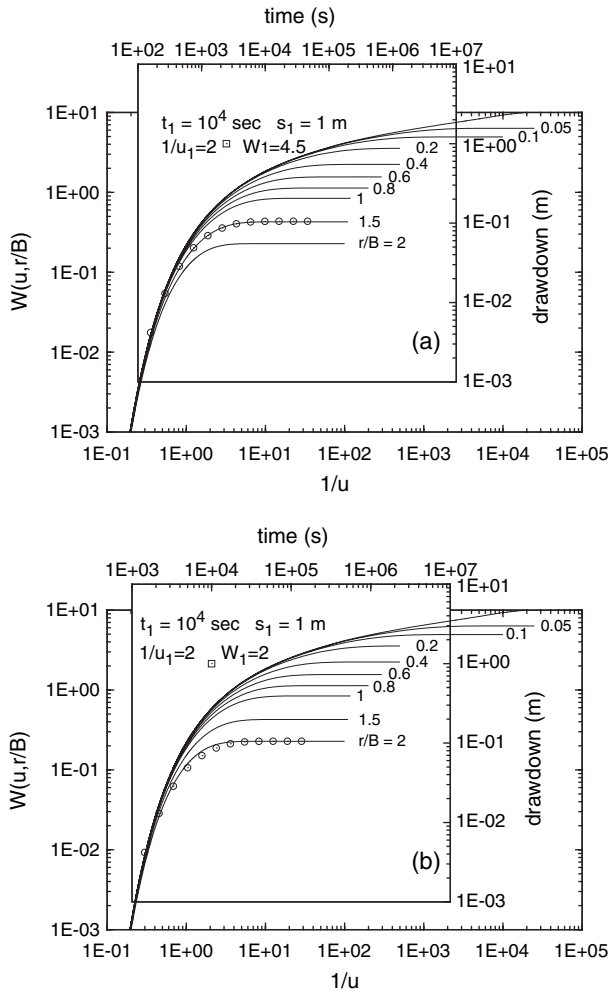 time (s)
1E+02 1E+03 1E+04 1E+05 1E+06 1E+07
1E+01
1E+01
t1 = 10^4 sec s1 = 1 m
1/u1=2 W1=4.5
0.05
0.1
1E+00
0.2
0.4
1E+00
0.6
0.8
1
1.5
1E-01
r/B = 2
1E-01
1E-02
1E-02
(a)
1E-03
1E-03
W(u,r/B)
drawdown (m)
1E-01 1E+00 1E+01 1E+02 1E+03 1E+04 1E+05
1/u
time (s)
1E+03 1E+04 1E+05 1E+06 1E+07
1E+01
1E+01
t1 = 10^4 sec s1 = 1 m
1/u1=2 W1=2
0.05
0.1
0.2
1E+00
0.4
1E+00
0.6
0.8
1
1.5
r/B = 2
1E-01
1E-01
1E-02
1E-02
(b)
1E-03
1E-03
W(u,r/B)
drawdown (m)
1E-01 1E+00 1E+01 1E+02 1E+03 1E+04 1E+05
1/u